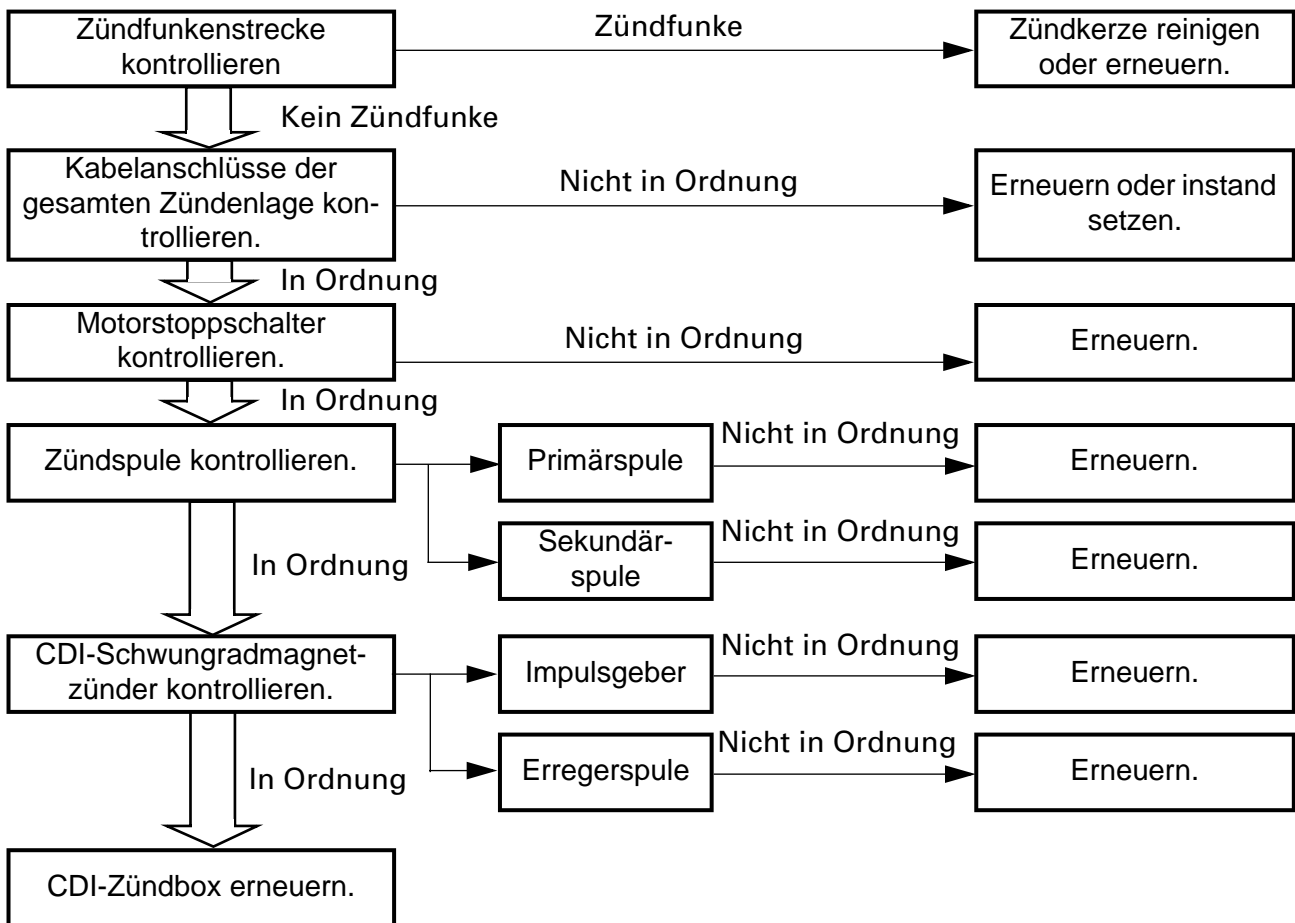 Zündfunkenstrecke
kontrollieren
Zündfunke
Zündkerze reinigen
oder erneuern.
Kein Zündfunke
Kabelanschlüsse der
gesamten Zündenlage kon-
trollieren.
Nicht in Ordnung
Erneuern oder instand
setzen.
In Ordnung
Motorstoppschalter
kontrollieren.
Nicht in Ordnung
Erneuern.
In Ordnung
Zündspule kontrollieren.
Primärspule
Nicht in Ordnung
Erneuern.
Sekundär-
spule
Nicht in Ordnung
Erneuern.
In Ordnung
CDI-Schwungradmagnet-
zünder kontrollieren.
Impulsgeber
Nicht in Ordnung
Erneuern.
Erregerspule
Nicht in Ordnung
Erneuern.
In Ordnung
CDI-Zündbox erneuern.